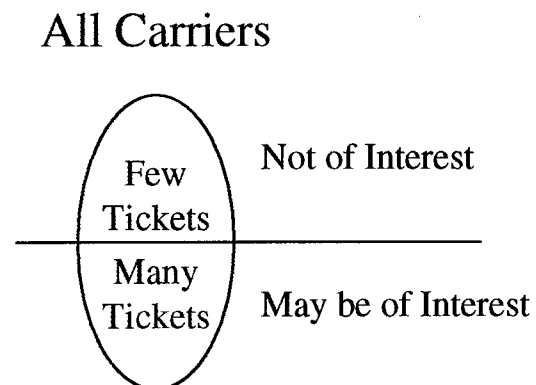 All Carriers
Few
Tickets
Not of Interest
Many
Tickets
May be of Interest